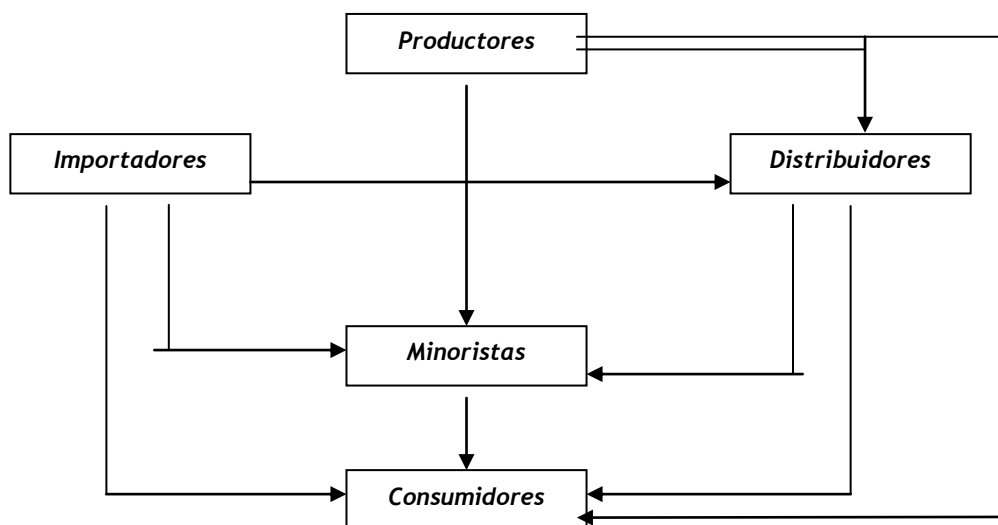 Productores
Importadores
Distribuidores
Minoristas
Consumidores